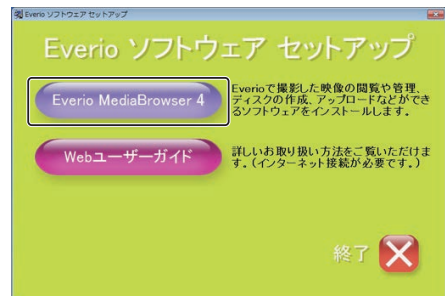 Everio ソフトウェア セットアップ
Everio ソフトウェア セットアップ
Everio MediaBrowser 4
Everioで撮影した映像の閲覧や管理、
ディスクの作成、アップロードなどができ
るソフトウェアをインストールします。
Webユーザーガイド
詳しいお取り扱い方法をご覧いただけま
す。(インターネット接続が必要です。)
終了